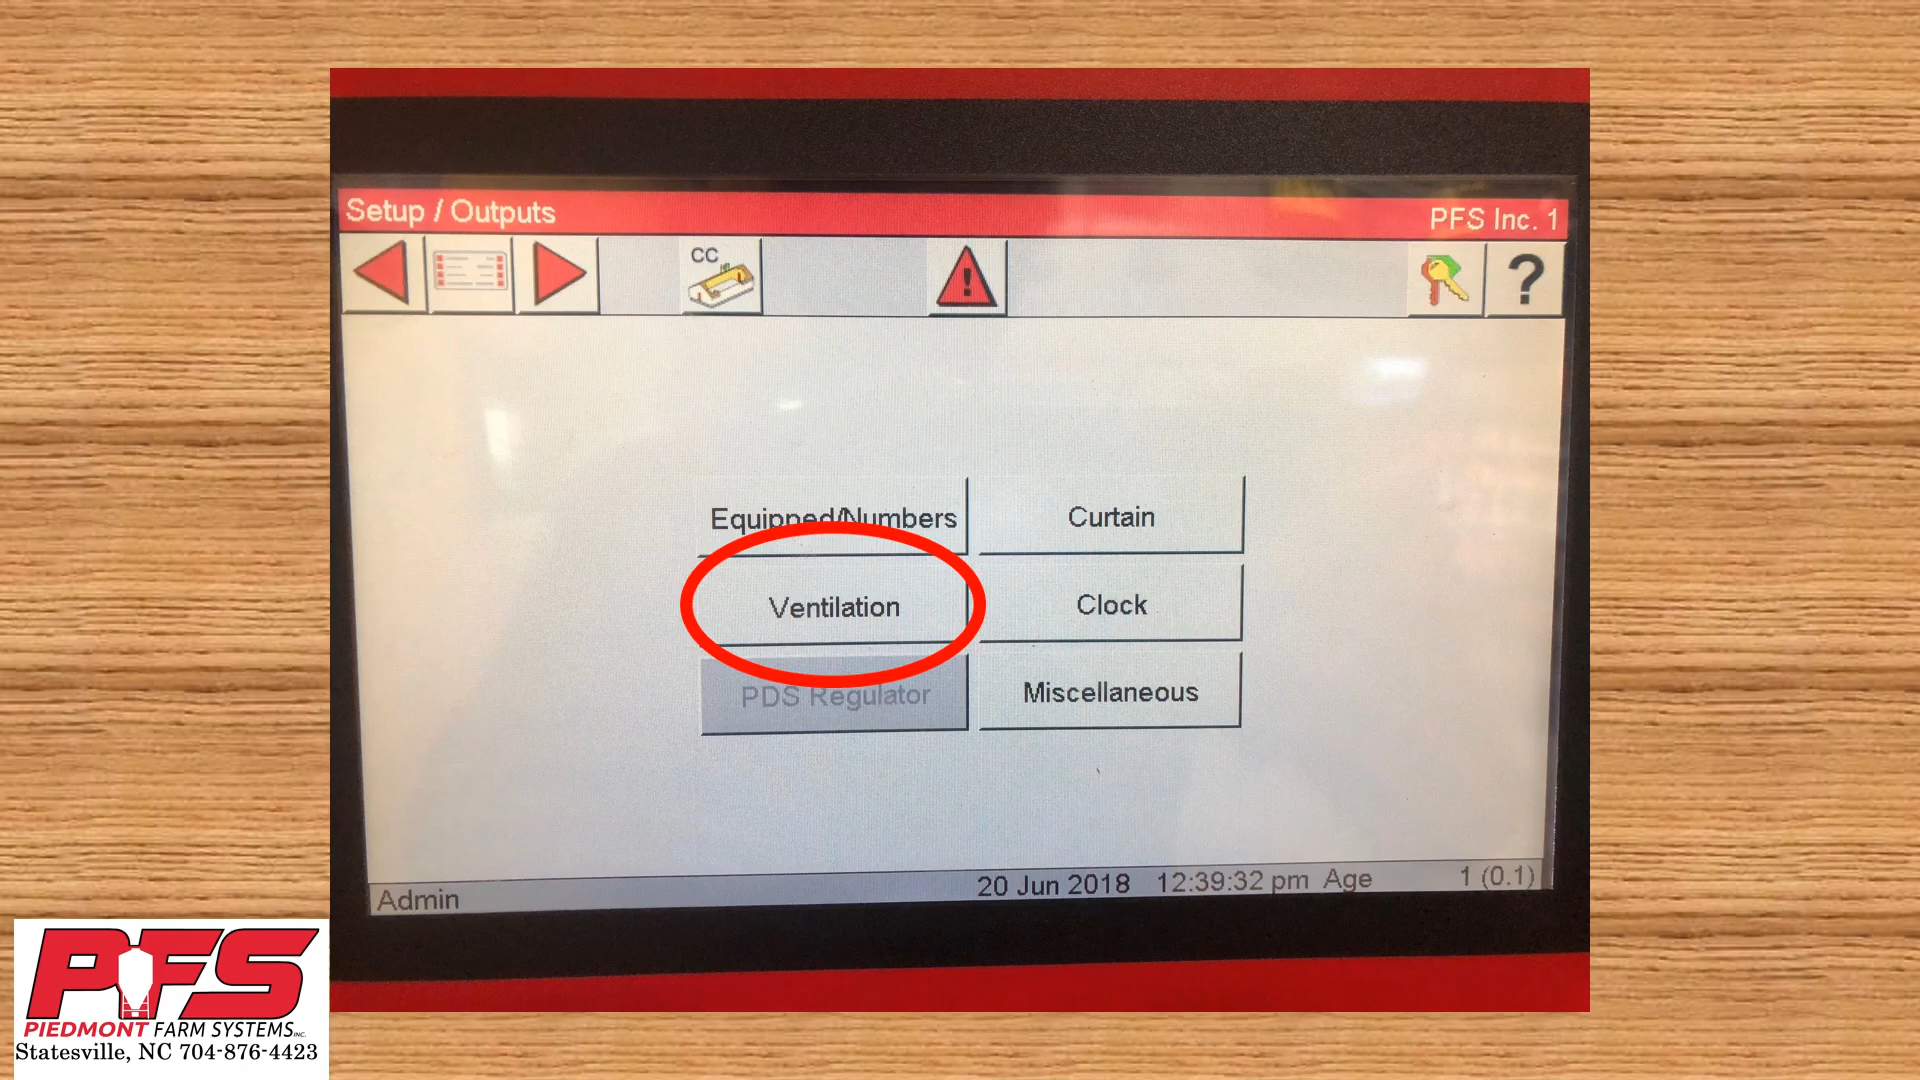 Setup / Outputs
PFS Inc. 1
CC
?
Equipped/Numbers
Curtain
Ventilation
Clock
PDS Regulator
Miscellaneous
Admin
20 Jun 2018 12:39:32 pm Age 1 (0.1)
PFS
PIEDMONT FARM SYSTEMS INC.
Statesville, NC 704-876-4423